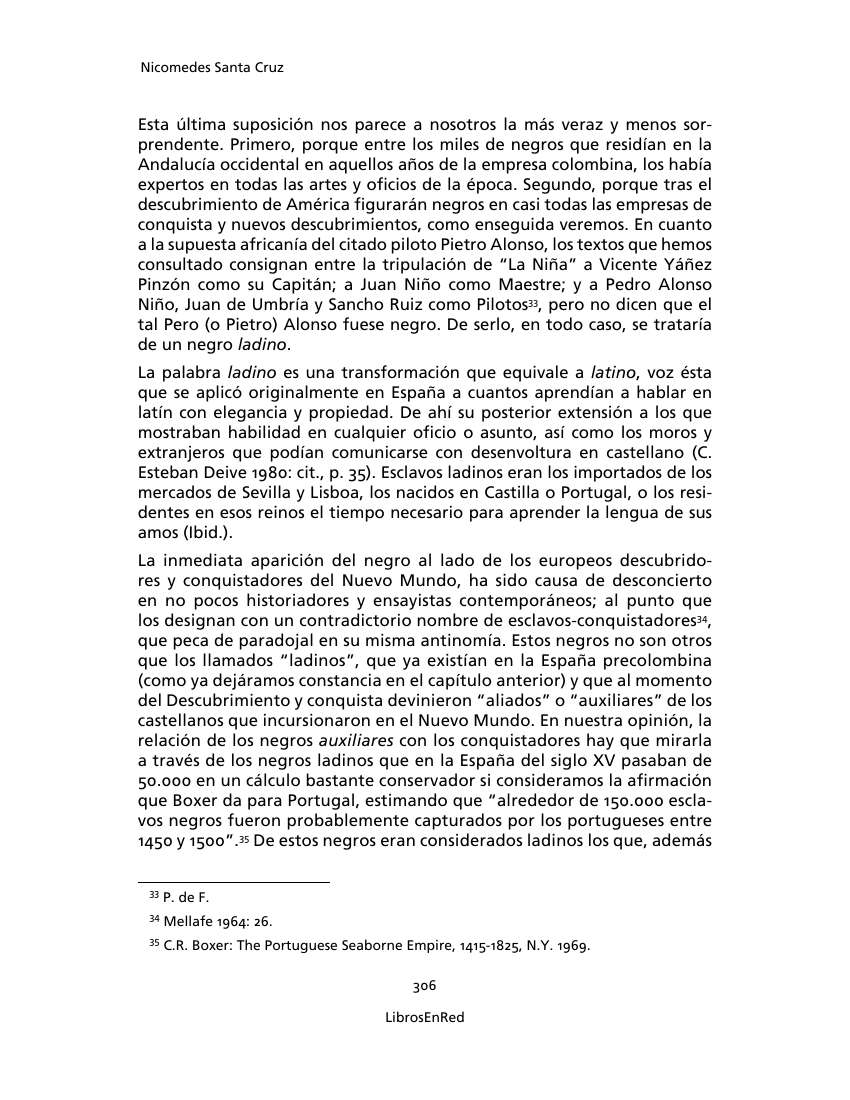 Nicomedes Santa Cruz
Esta última suposición nos parece a nosotros la más veraz y menos sor-
prendente. Primero, porque entre los miles de negros que residían en la
Andalucía occidental en aquellos años de la empresa colombina, los había
expertos en todas las artes y oficios de la época. Segundo, porque tras el
descubrimiento de América figurarán negros en casi todas las empresas de
conquista y nuevos descubrimientos, como enseguida veremos. En cuanto
a la supuesta africanía del citado piloto Pietro Alonso, los textos que hemos
consultado consignan entre la tripulación de “La Niña” a Vicente Yáñez
Pinzón como su Capitán; a Juan Niño como Maestre; y a Pedro Alonso
Niño, Juan de Umbría y Sancho Ruiz como Pilotos33, pero no dicen que el
tal Pero (o Pietro) Alonso fuese negro. De serlo, en todo caso, se trataría
de un negro ladino.
La palabra ladino es una transformación que equivale a latino, voz ésta
que se aplicó originalmente en España a cuantos aprendían a hablar en
latín con elegancia y propiedad. De ahí su posterior extensión a los que
mostraban habilidad en cualquier oficio o asunto, así como los moros y
extranjeros que podían comunicarse con desenvoltura en castellano (C.
Esteban Deive 1980: cit., p. 35). Esclavos ladinos eran los importados de los
mercados de Sevilla y Lisboa, los nacidos en Castilla o Portugal, o los resi-
dentes en esos reinos el tiempo necesario para aprender la lengua de sus
amos (Ibid.).
La inmediata aparición del negro al lado de los europeos descubrido-
res y conquistadores del Nuevo Mundo, ha sido causa de desconcierto
en no pocos historiadores y ensayistas contemporáneos; al punto que
los designan con un contradictorio nombre de esclavos-conquistadores34,
que peca de paradojal en su misma antinomía. Estos negros no son otros
que los llamados “ladinos”, que ya existían en la España precolombina
(como ya dejáramos constancia en el capítulo anterior) y que al momento
del Descubrimiento y conquista devinieron “aliados” o “auxiliares” de los
castellanos que incursionaron en el Nuevo Mundo. En nuestra opinión, la
relación de los negros auxiliares con los conquistadores hay que mirarla
a través de los negros ladinos que en la España del siglo XV pasaban de
50.000 en un cálculo bastante conservador si consideramos la afirmación
que Boxer da para Portugal, estimando que “alrededor de 150.000 escla-
vos negros fueron probablemente capturados por los portugueses entre
1450 y 1500”.35 De estos negros eran considerados ladinos los que, además
33 P. de F.
34 Mellafe 1964: 26.
35 C.R. Boxer: The Portuguese Seaborne Empire, 1415-1825, N.Y. 1969.
306
LibrosEnRed